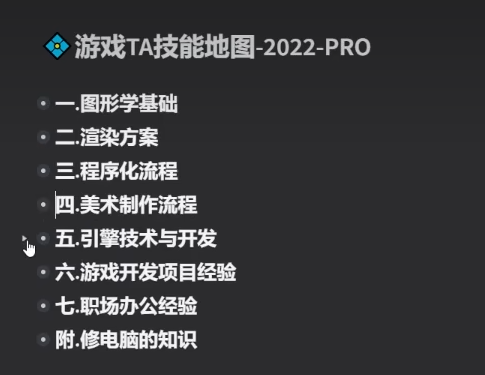 游戏TA技能地图-2022-PRO
一.图形学基础
二.渲染方案
三.程序化流程
四.美术制作流程
五.引擎技术与开发
六.游戏开发项目经验
七.职场办公经验
附.修电脑的知识